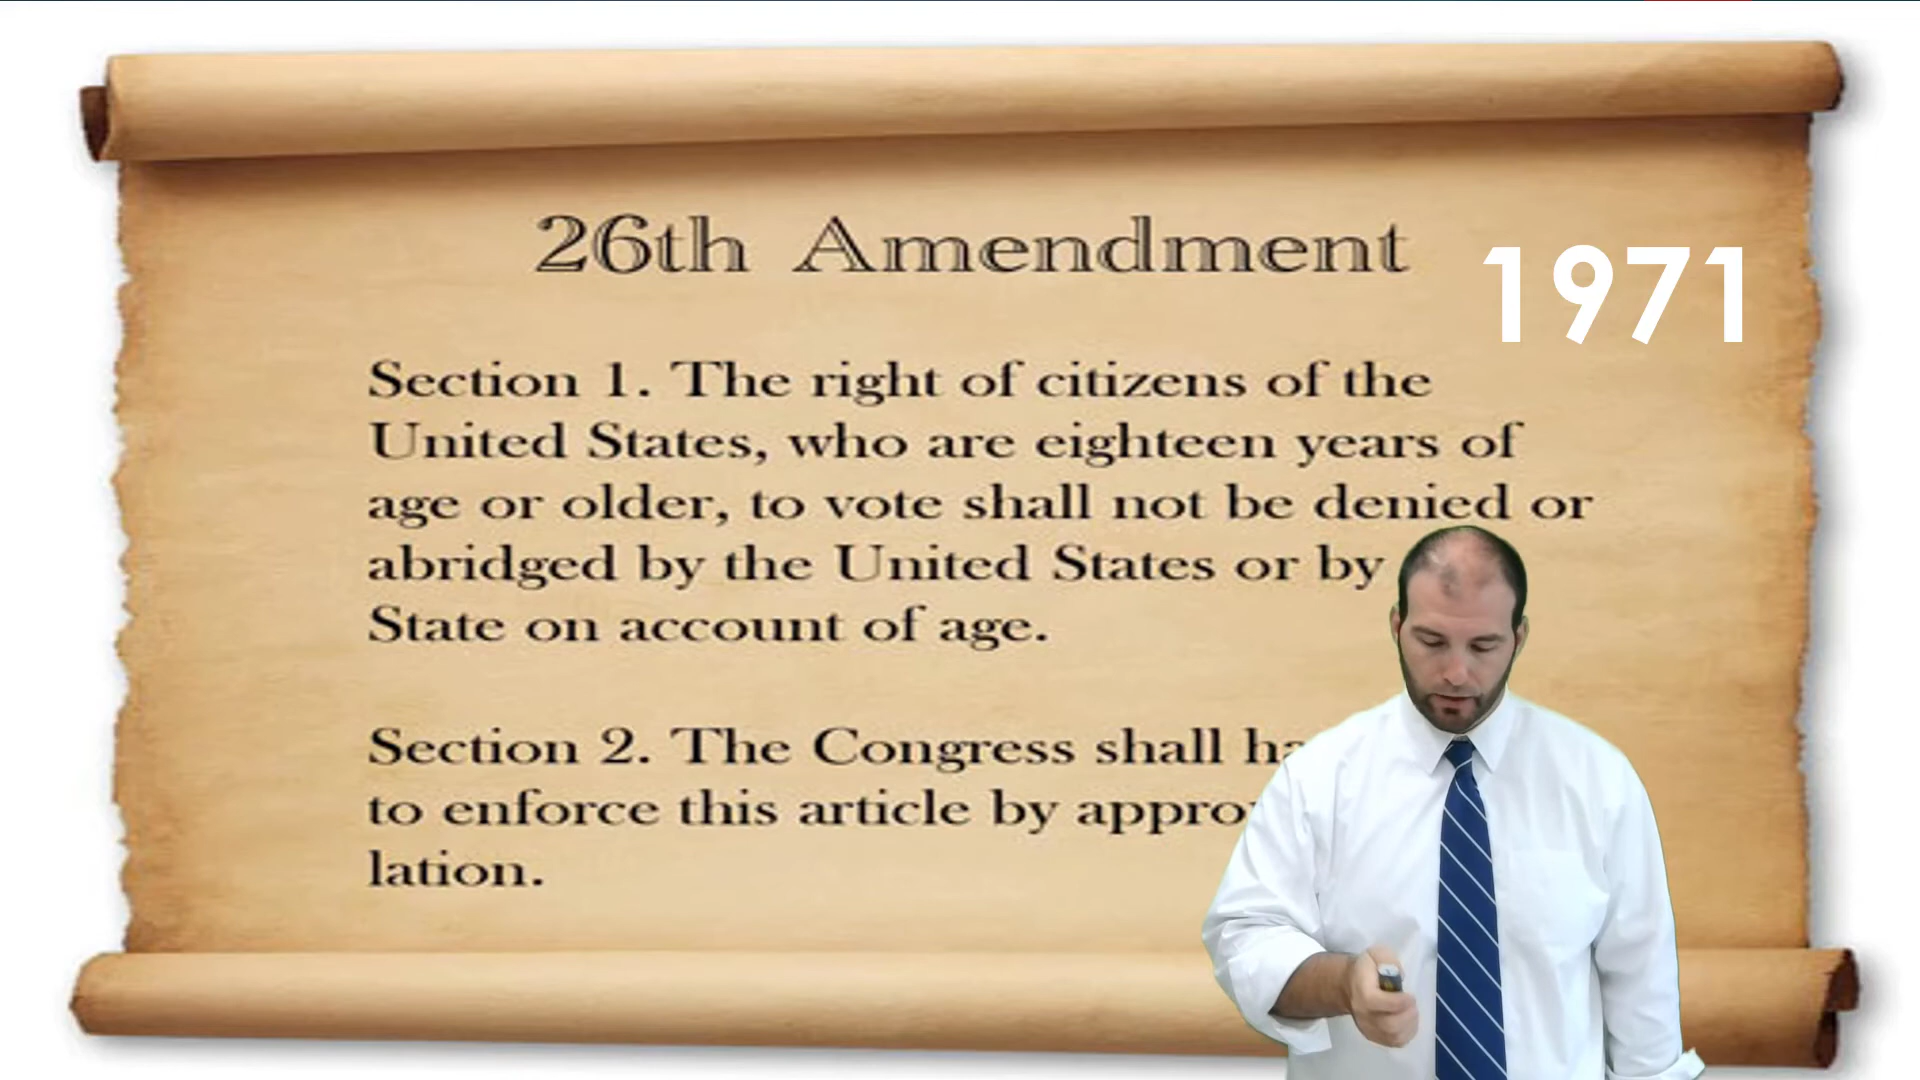 26th Amendment
1971
Section 1. The right of citizens of the
United States, who are eighteen years of
age or older, to vote shall not be denied or
abridged by the United States or by
State on account of age.
Section 2. The Congress shall
to enforce this article by
lation.